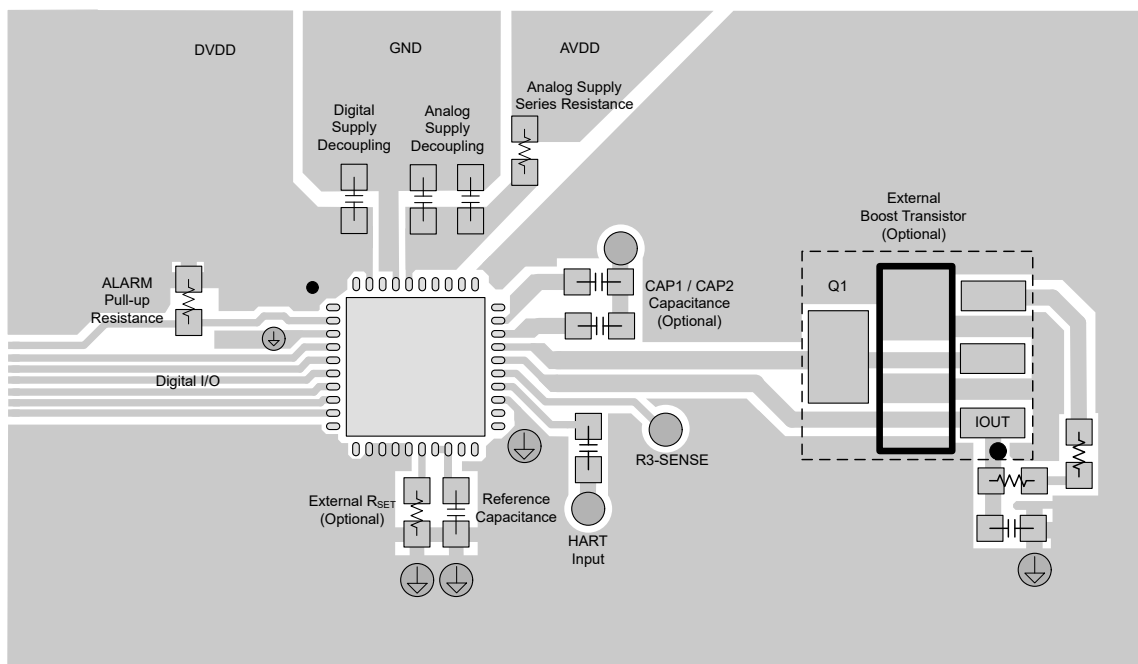 DVDD
GND
AVDD
Analog Supply
Series Resistance
Digital
Supply
Decoupling
Analog
Supply
Decoupling
External
Boost Transistor
(Optional)
ALARM
Pull-up
Resistance
CAP1 / CAP2
Capacitance
(Optional)
Q1
Digital I/O
IOUT
R3-SENSE
External RSET
(Optional)
Reference
Capacitance
HART
Input